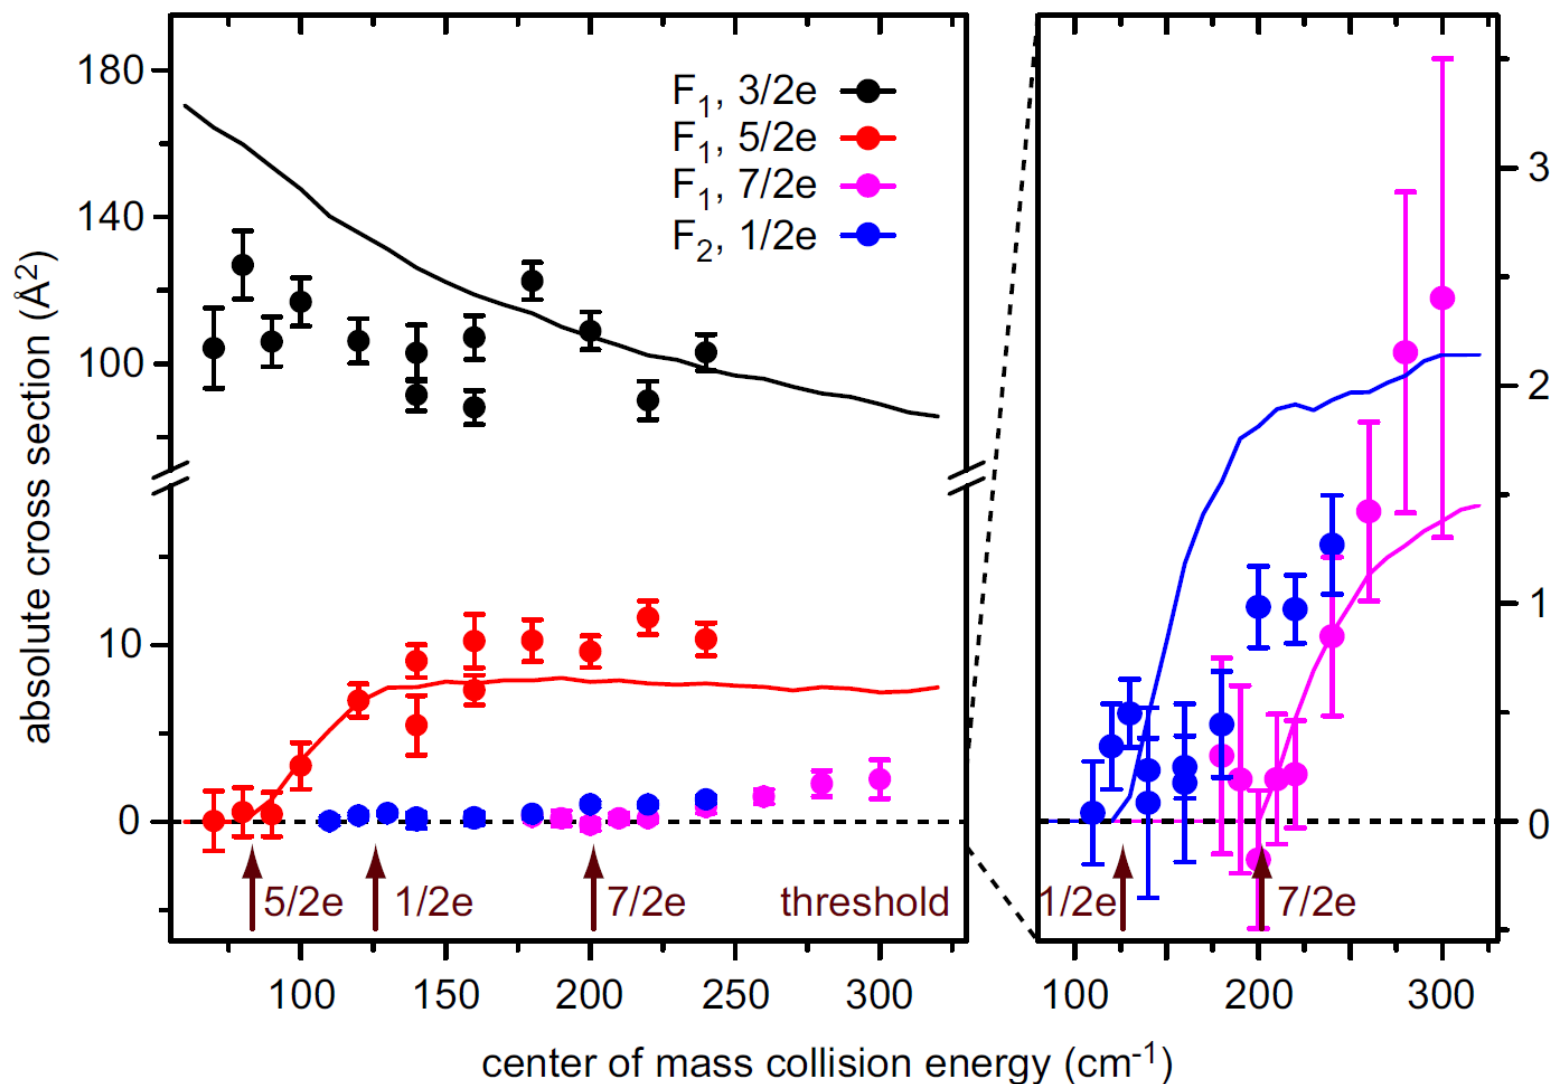 180
140
100
10
0
absolute cross section (Å²)
F₁, 3/2e
F₁, 5/2e
F₁, 7/2e
F₂, 1/2e
5/2e
1/2e
7/2e
threshold
100 150 200 250 300
3
2
1
0
1/2e
7/2e
100 200 300
center of mass collision energy (cm⁻¹)